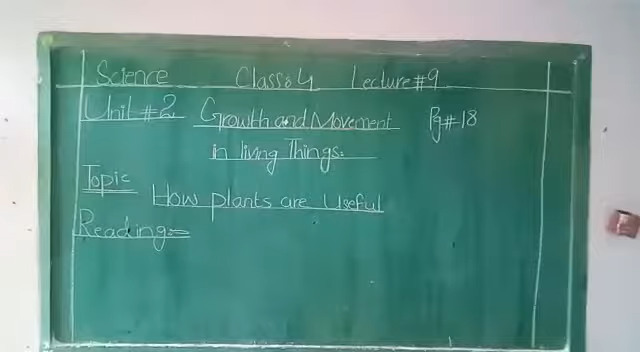 Science Class:4 Lecture#9
Unit #2 Growth and Movement Pg#18
in living Things:
Topic
How plants are Useful
Reading:-